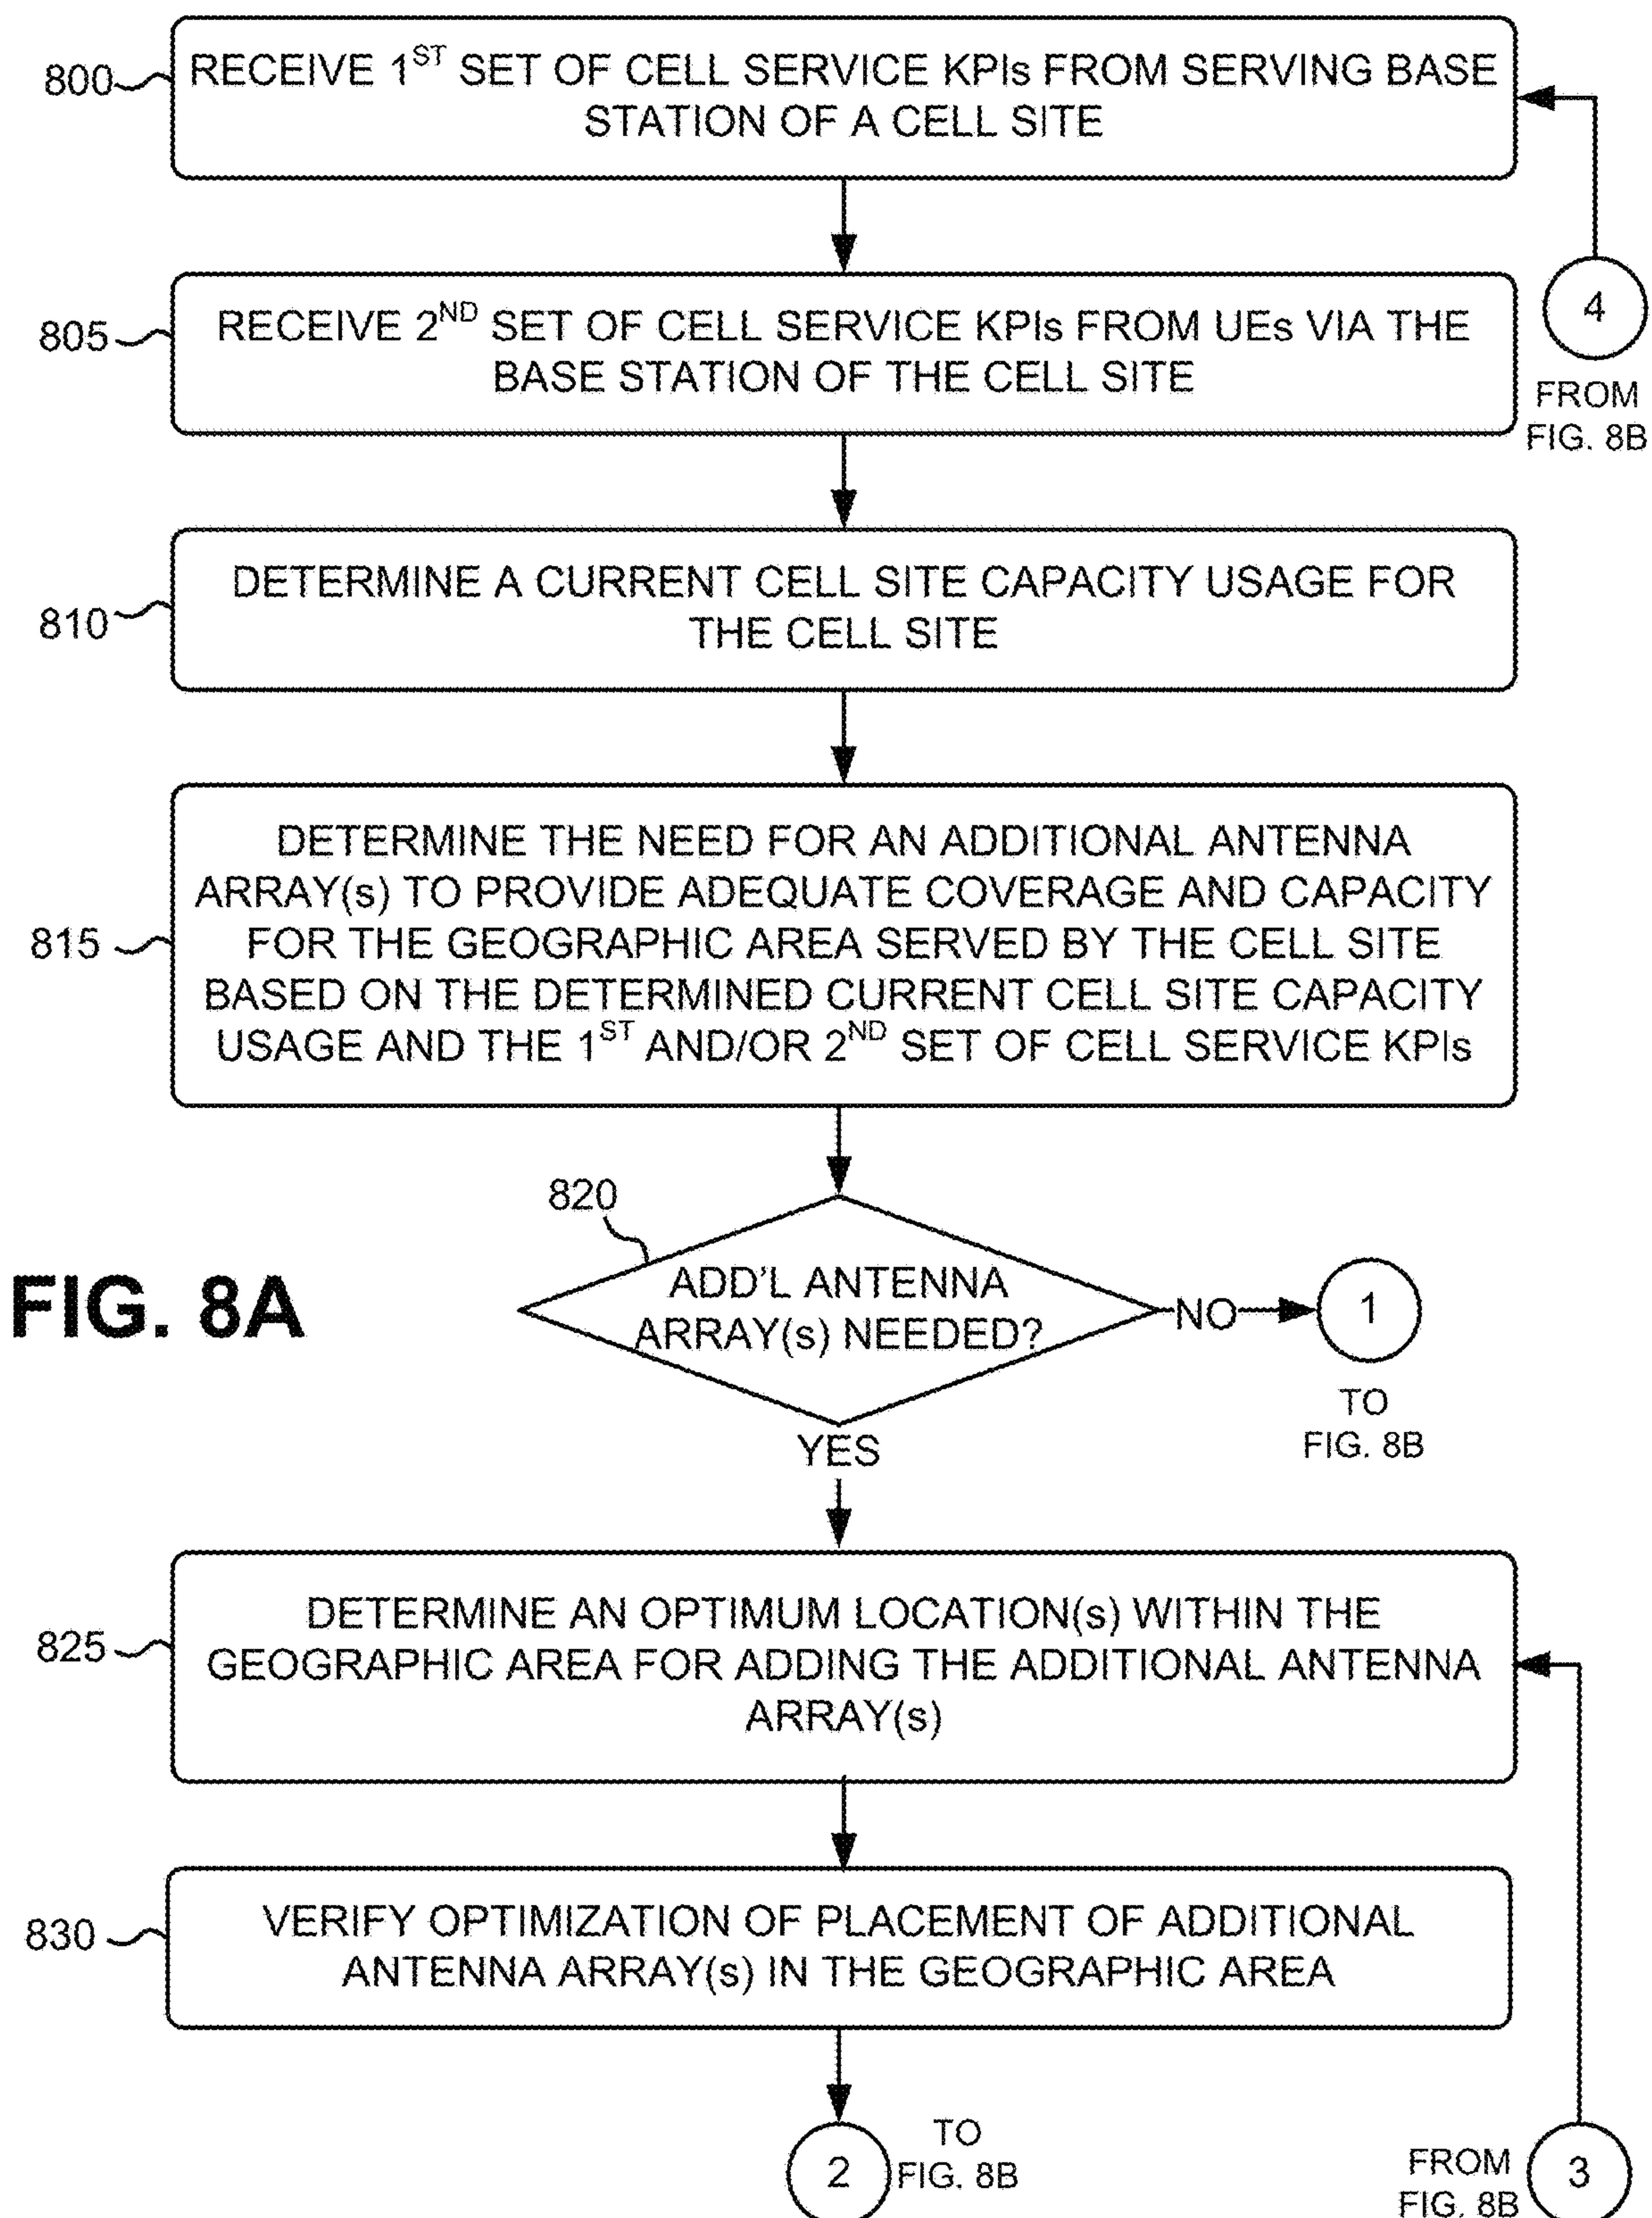 800
RECEIVE 1ST SET OF CELL SERVICE KPIs FROM SERVING BASE
STATION OF A CELL SITE
805
RECEIVE 2ND SET OF CELL SERVICE KPIs FROM UEs VIA THE
BASE STATION OF THE CELL SITE
4
FROM
FIG. 8B
810
DETERMINE A CURRENT CELL SITE CAPACITY USAGE FOR
THE CELL SITE
815
DETERMINE THE NEED FOR AN ADDITIONAL ANTENNA
ARRAY(s) TO PROVIDE ADEQUATE COVERAGE AND CAPACITY
FOR THE GEOGRAPHIC AREA SERVED BY THE CELL SITE
BASED ON THE DETERMINED CURRENT CELL SITE CAPACITY
USAGE AND THE 1ST AND/OR 2ND SET OF CELL SERVICE KPIs
820
FIG. 8A
ADD'L ANTENNA
ARRAY(s) NEEDED?
NO
1
TO
FIG. 8B
YES
825
DETERMINE AN OPTIMUM LOCATION(s) WITHIN THE
GEOGRAPHIC AREA FOR ADDING THE ADDITIONAL ANTENNA
ARRAY(s)
830
VERIFY OPTIMIZATION OF PLACEMENT OF ADDITIONAL
ANTENNA ARRAY(s) IN THE GEOGRAPHIC AREA
2
TO
FIG. 8B
FROM
FIG. 8B
3